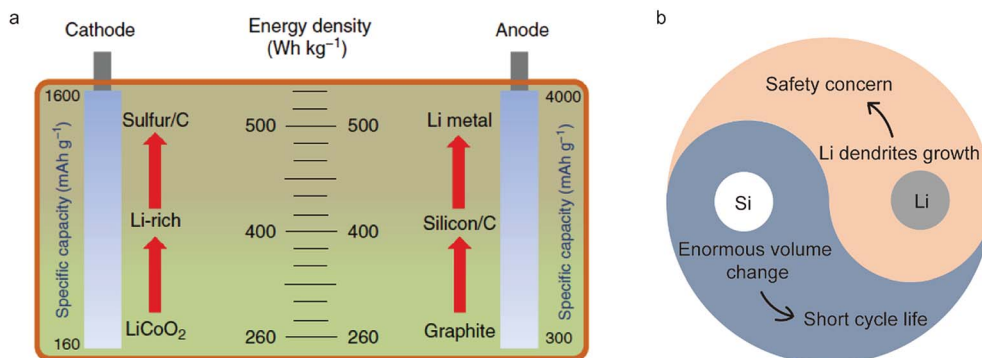 a
Cathode
Energy density
(Wh kg⁻¹)
Anode
1600
Specific capacity (mAh g⁻¹)
160
Sulfur/C
Li-rich
LiCoO₂
500 500
400 400
260 260
Li metal
Silicon/C
Graphite
4000
Specific capacity (mAh g⁻¹)
300
b
Safety concern
Li dendrites growth
Si
Li
Enormous volume
change
Short cycle life